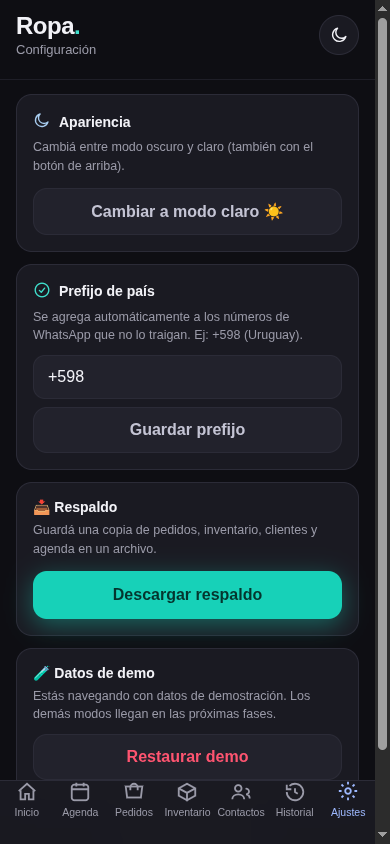 Ropa.
Configuración
Apariencia
Cambiá entre modo oscuro y claro (también con el
botón de arriba).
Cambiar a modo claro ☀️
Prefijo de país
Se agrega automáticamente a los números de
WhatsApp que no lo traigan. Ej: +598 (Uruguay).
+598
Guardar prefijo
📤 Respaldo
Guardá una copia de pedidos, inventario, clientes y
agenda en un archivo.
Descargar respaldo
🧪 Datos de demo
Estás navegando con datos de demostración. Los
demás modos llegan en las próximas fases.
Restaurar demo
Inicio Agenda Pedidos Inventario Contactos Historial Ajustes